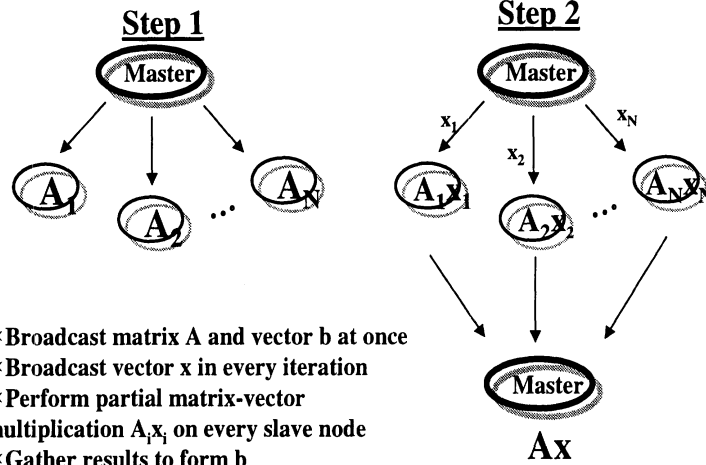 Step 1
Master
A1
A2
...
AN
Step 2
Master
x1
x2
xN
A1x1
A2x2
...
ANxN
Master
Ax
Broadcast matrix A and vector b at once
Broadcast vector x in every iteration
Perform partial matrix-vector
multiplication Aixi on every slave node
Gather results to form b